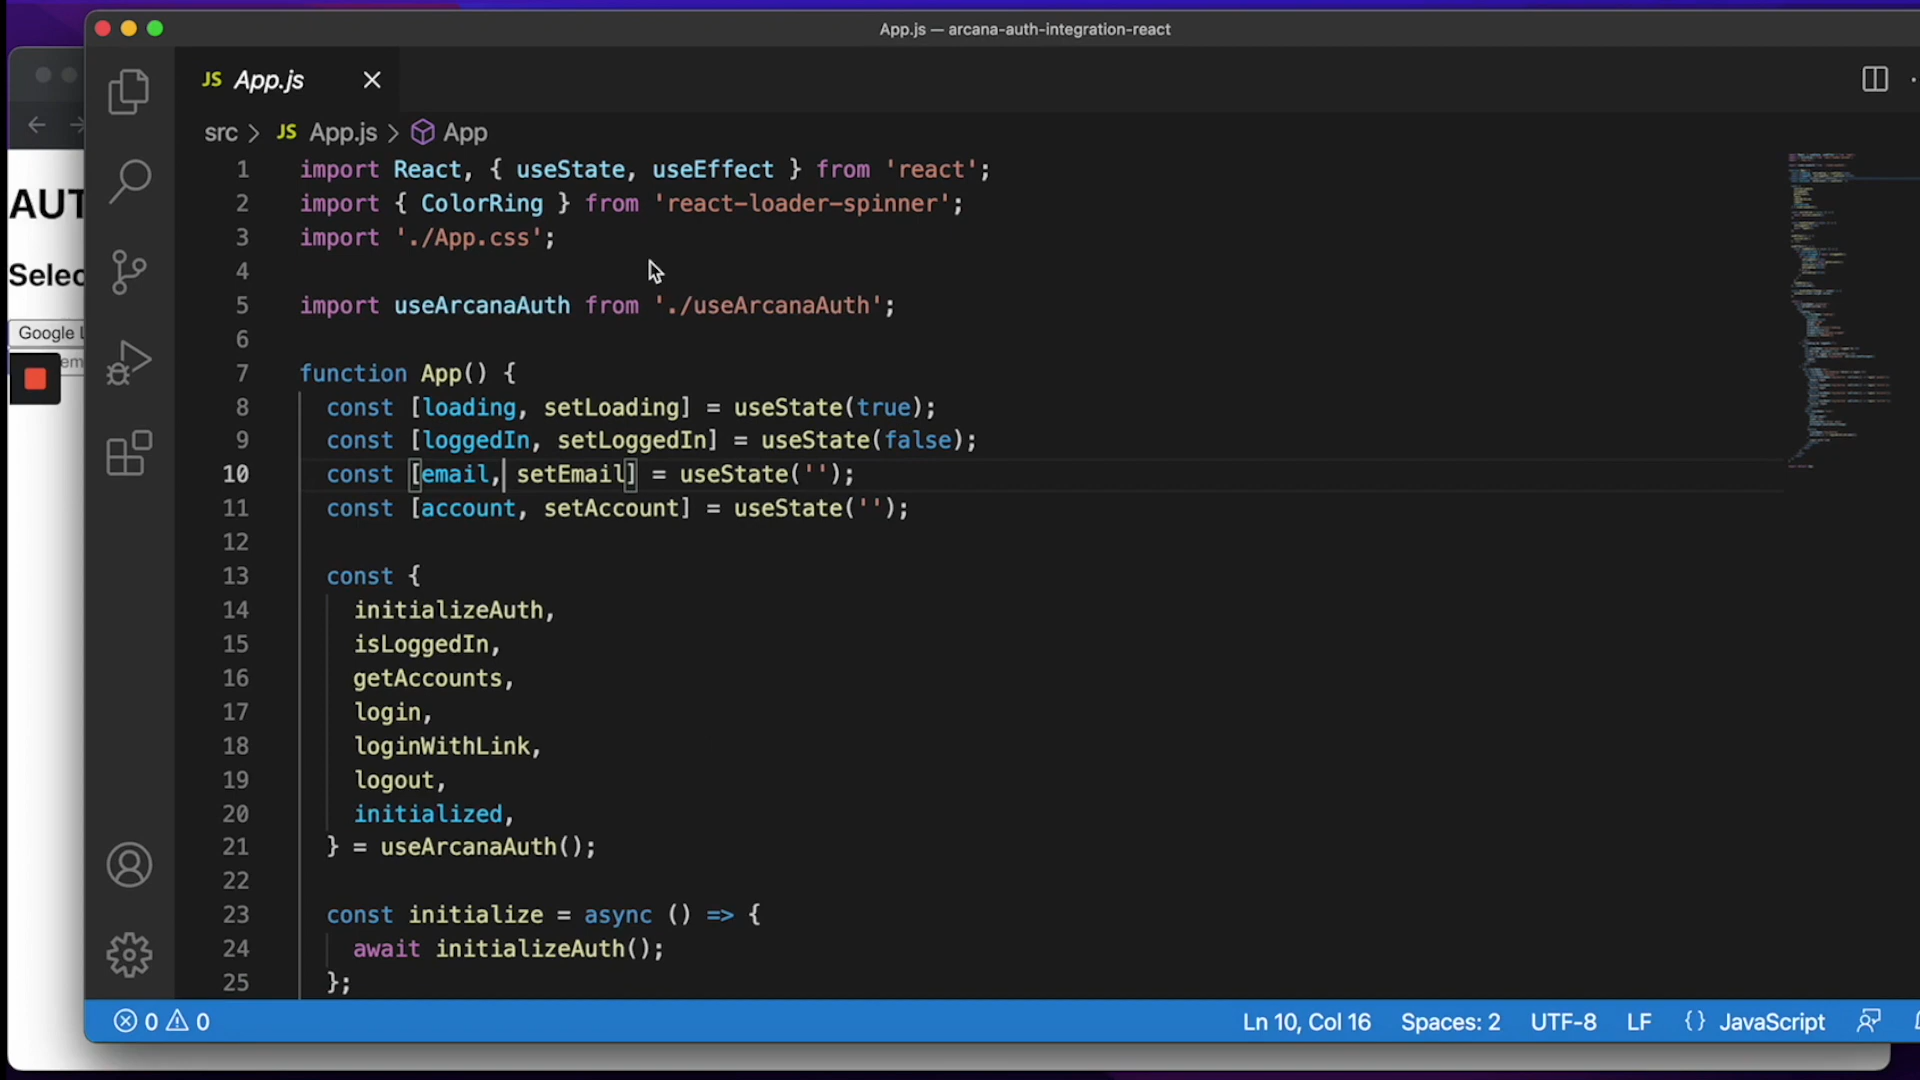 App.js — arcana-auth-integration-react
JS App.js
src > JS App.js > App
1 import React, { useState, useEffect } from 'react';
2 import { ColorRing } from 'react-loader-spinner';
3 import './App.css';
4
5 import useArcanaAuth from './useArcanaAuth';
6
7 function App() {
8 const [loading, setLoading] = useState(true);
9 const [loggedIn, setLoggedIn] = useState(false);
10 const [email, setEmail] = useState('');
11 const [account, setAccount] = useState('');
12
13 const {
14 initializeAuth,
15 isLoggedIn,
16 getAccounts,
17 login,
18 loginWithLink,
19 logout,
20 initialized,
21 } = useArcanaAuth();
22
23 const initialize = async () => {
24 await initializeAuth();
25 };
AUT
Selec
Google L
em
0 0 Ln 10, Col 16 Spaces: 2 UTF-8 LF {} JavaScript